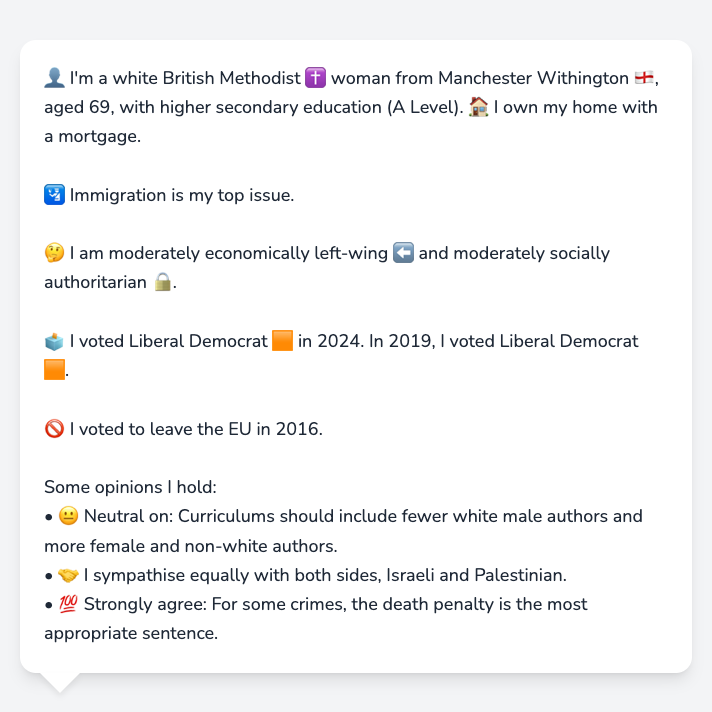 👤 I'm a white British Methodist ✝️ woman from Manchester Withington 🏴󠁧󠁢󠁥󠁮󠁧󠁿,
aged 69, with higher secondary education (A Level). 🏠 I own my home with
a mortgage.
🛂 Immigration is my top issue.
🤔 I am moderately economically left-wing ⬅️ and moderately socially
authoritarian 🔒.
🗳️ I voted Liberal Democrat 🟧 in 2024. In 2019, I voted Liberal Democrat
🟧.
🚫 I voted to leave the EU in 2016.
Some opinions I hold:
• 😐 Neutral on: Curriculums should include fewer white male authors and
more female and non-white authors.
• 🤝 I sympathise equally with both sides, Israeli and Palestinian.
• 💯 Strongly agree: For some crimes, the death penalty is the most
appropriate sentence.